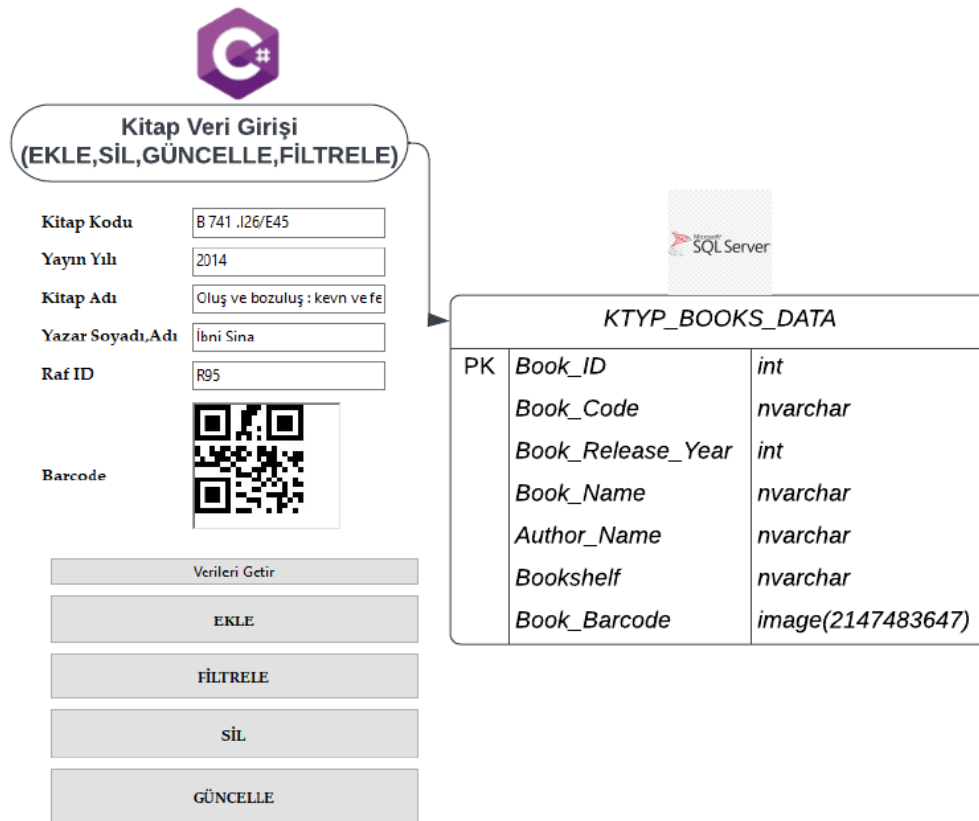 C#
Kitap Veri Girişi
(EKLE,SİL,GÜNCELLE,FİLTRELE)
Kitap Kodu B 741 .I26/E45
Yayın Yılı 2014
Kitap Adı Oluş ve bozuluş : kevn ve fe
Yazar Soyadı,Adı İbni Sina
Raf ID R95
Barcode
Verileri Getir
EKLE
FİLTRELE
SİL
GÜNCELLE
Microsoft
SQL Server
KTYP_BOOKS_DATA
PK Book_ID int
Book_Code nvarchar
Book_Release_Year int
Book_Name nvarchar
Author_Name nvarchar
Bookshelf nvarchar
Book_Barcode image(2147483647)